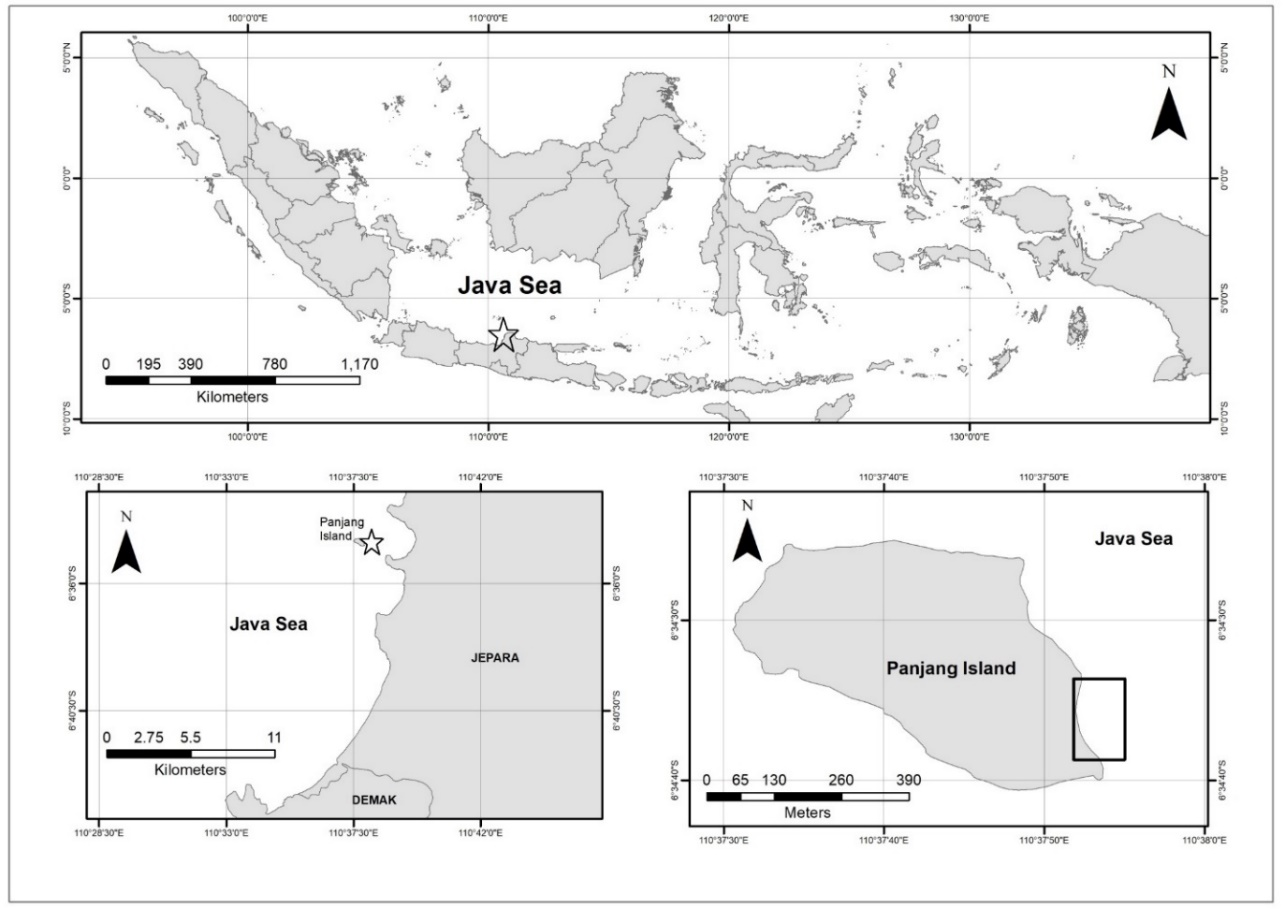 100°0'0"E 110°0'0"E 120°0'0"E 130°0'0"E
5°0'0"N 5°0'0"N
N
0°0'0" 0°0'0"
Java Sea
5°0'0"S 5°0'0"S
0 195 390 780 1,170
Kilometers
10°0'0"S 10°0'0"S
100°0'0"E 110°0'0"E 120°0'0"E 130°0'0"E
110°28'30"E 110°33'0"E 110°37'30"E 110°42'0"E
N
Panjang
Island
6°36'0"S 6°36'0"S
Java Sea
JEPARA
6°40'30"S 6°40'30"S
0 2.75 5.5 11
Kilometers
DEMAK
110°28'30"E 110°33'0"E 110°37'30"E 110°42'0"E
110°37'30"E 110°37'40"E 110°37'50"E 110°38'0"E
N
Java Sea
6°34'30"S 6°34'30"S
Panjang Island
0 65 130 260 390
Meters
6°34'40"S 6°34'40"S
110°37'30"E 110°37'40"E 110°37'50"E 110°38'0"E